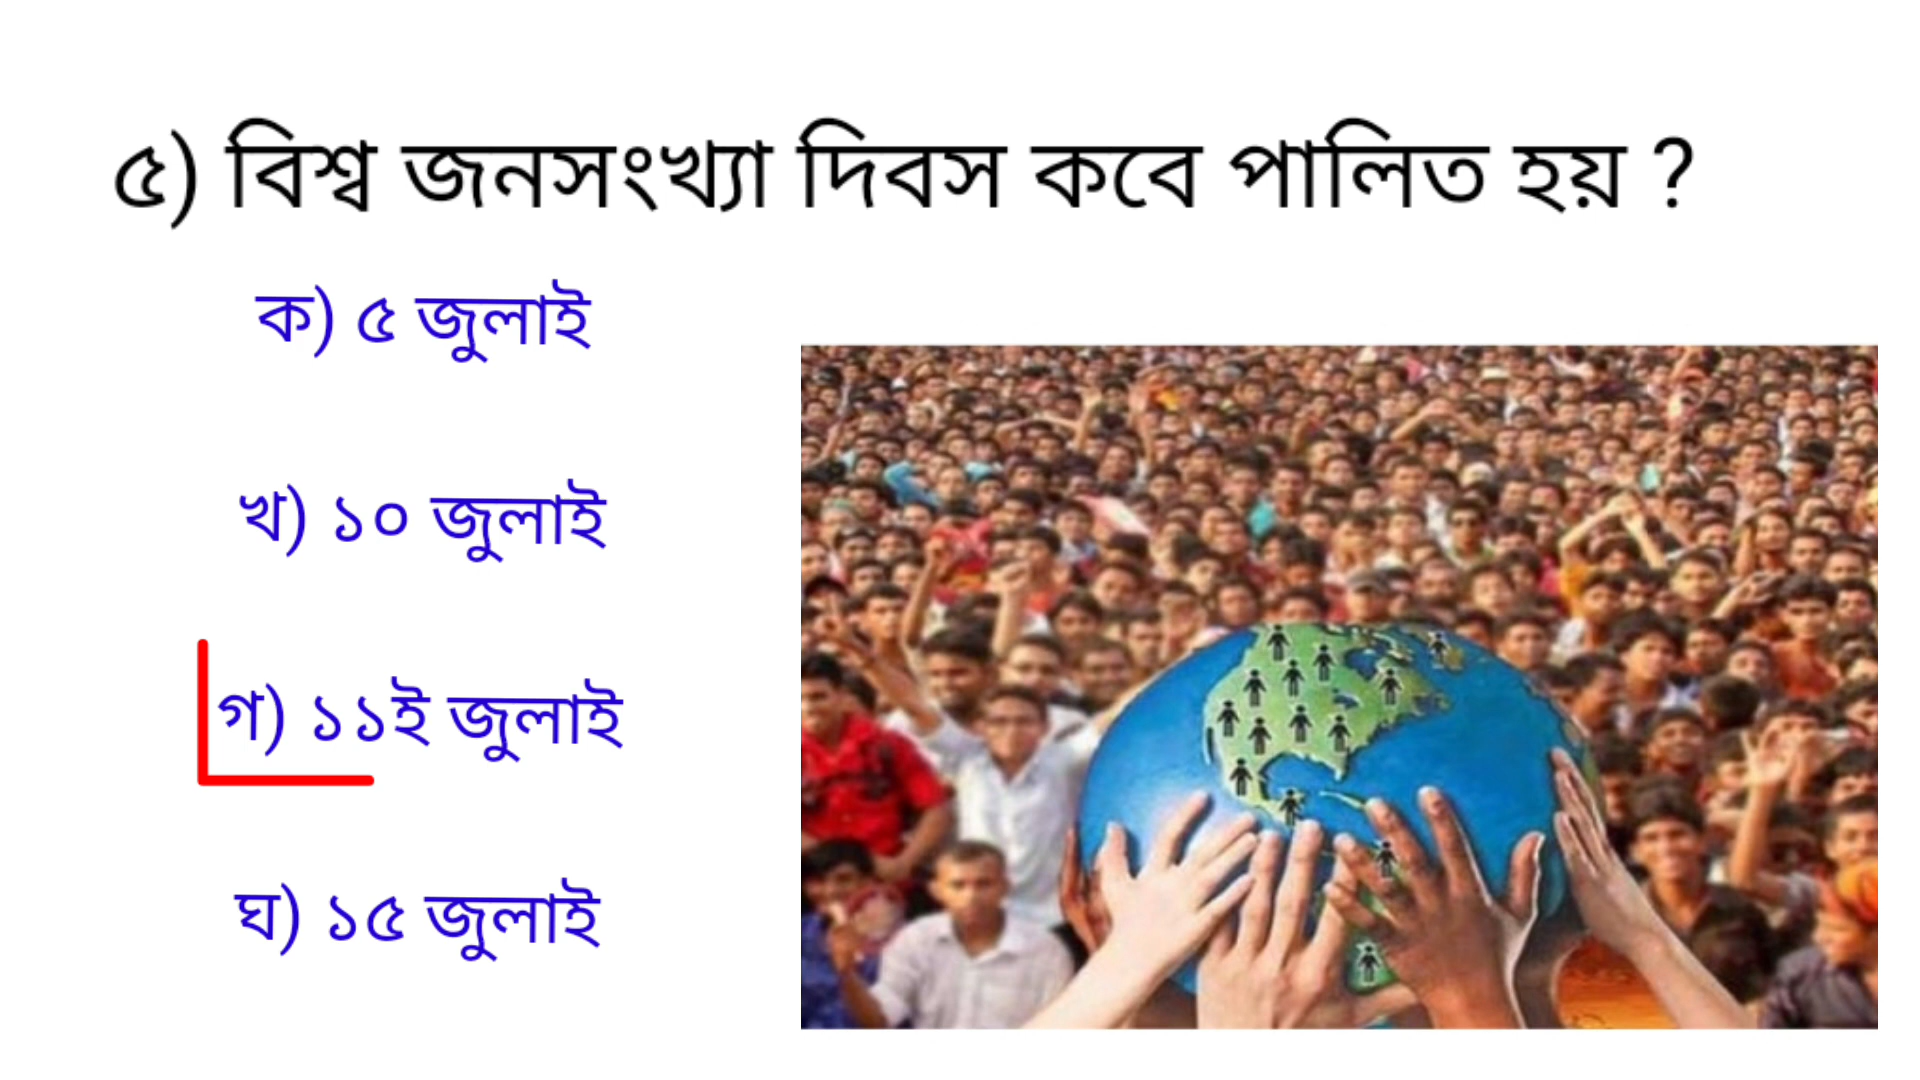 ৫) বিশ্ব জনসংখ্যা দিবস কবে পালিত হয় ?
ক) ৫ জুলাই
খ) ১০ জুলাই
গ) ১১ই জুলাই
ঘ) ১৫ জুলাই